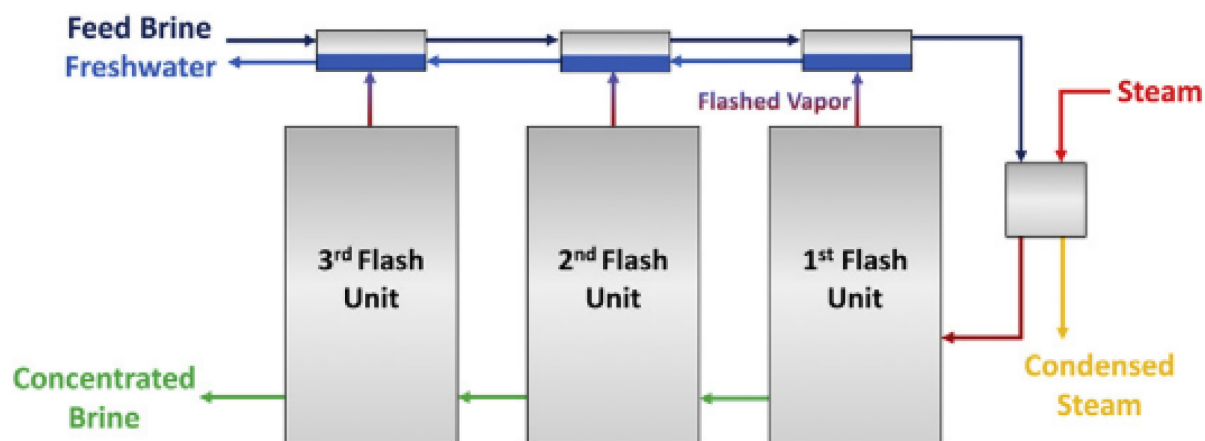 Feed Brine
Freshwater
Flashed Vapor
Steam
3rd Flash
Unit
2nd Flash
Unit
1st Flash
Unit
Concentrated
Brine
Condensed
Steam